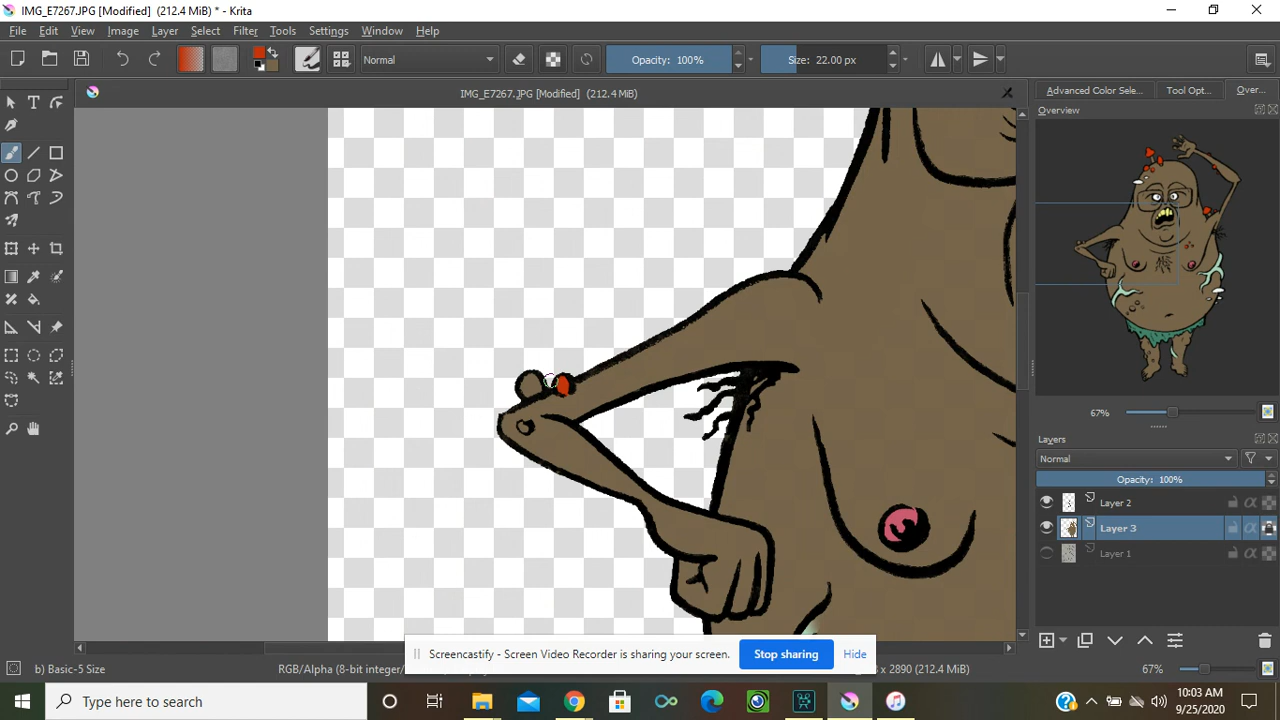 IMG_E7267.JPG [Modified] (212.4 MiB) * - Krita
File Edit View Image Layer Select Filter Tools Settings Window Help
Normal Opacity: 100% Size: 22.00 px
IMG_E7267.JPG [Modified] (212.4 MiB)
Advanced Color Sele... Tool Opt... Over...
Overview
67%
Layers
Normal
Opacity: 100%
Layer 2
Layer 3
Layer 1
Screencastify - Screen Video Recorder is sharing your screen. Stop sharing Hide
b) Basic-5 Size RGB/Alpha (8-bit integer/ x 2890 (212.4 MiB) 67%
Type here to search 10:03 AM
9/25/2020